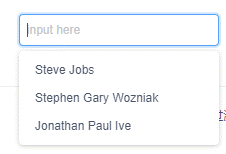 input here
Steve Jobs
Stephen Gary Wozniak
Jonathan Paul Ive